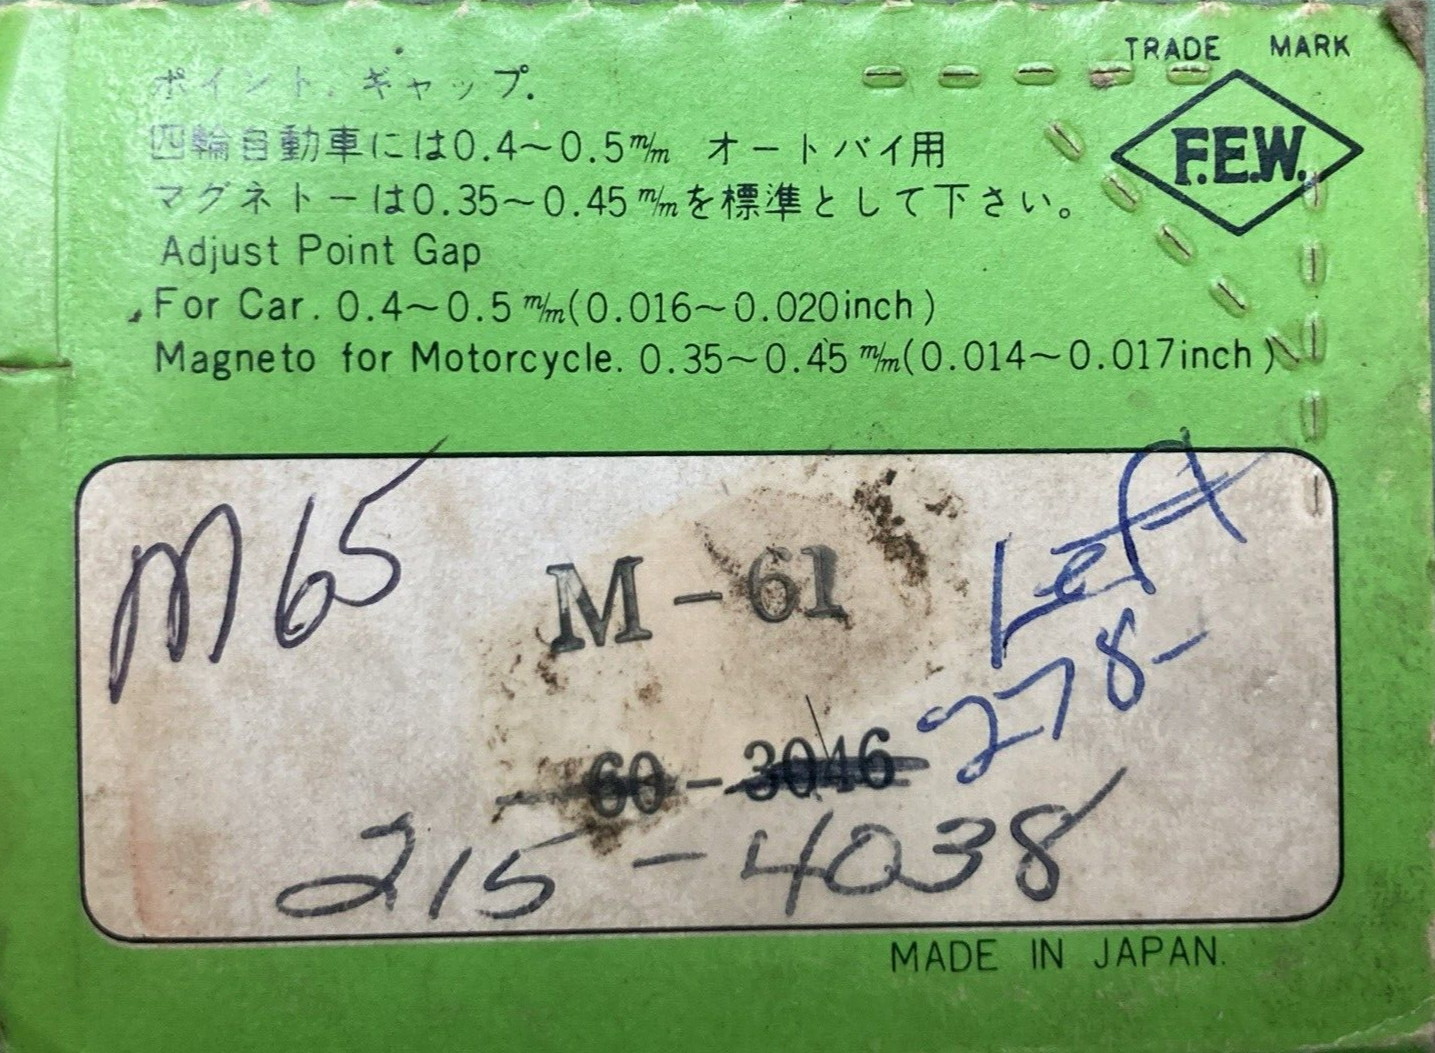 TRADE MARK
F.E.W.
ポイント.ギャップ.
四輪自動車には0.4〜0.5m/m オートバイ用
マグネトーは0.35〜0.45m/mを標準として下さい。
Adjust Point Gap
For Car. 0.4〜0.5m/m(0.016〜0.020inch)
Magneto for Motorcycle. 0.35〜0.45m/m(0.014〜0.017inch)
M65
M-61
Left
278-
60-3046
215-4038
MADE IN JAPAN.